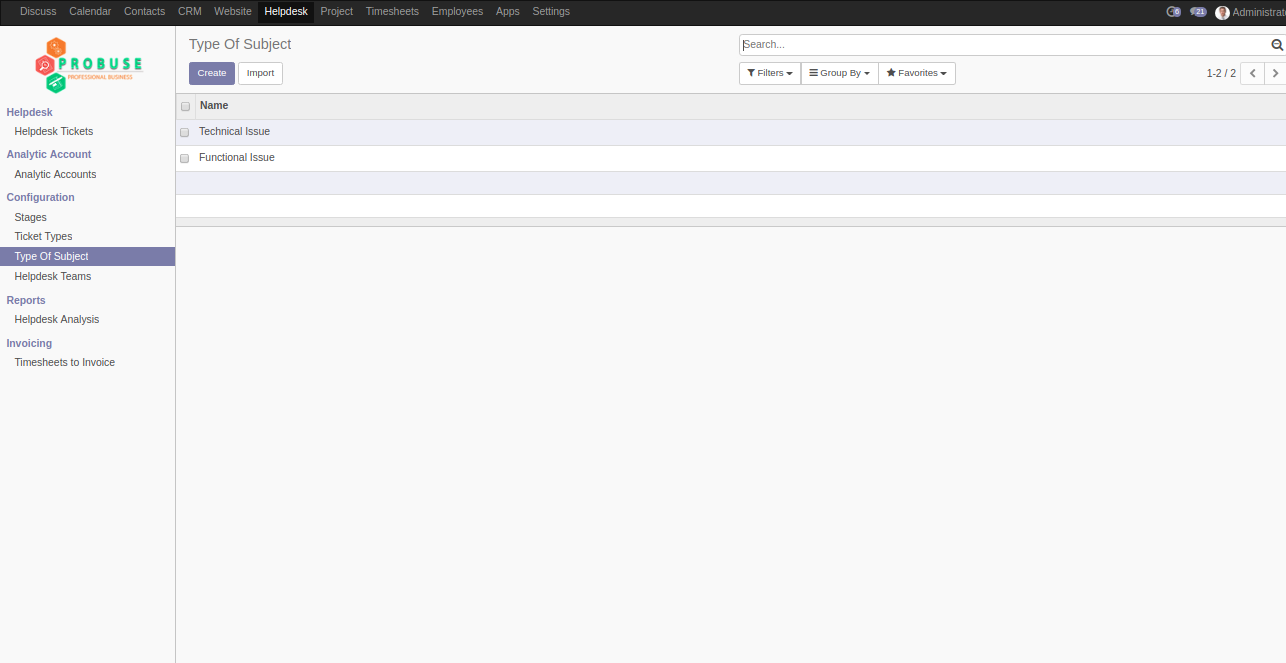 Discuss Calendar Contacts CRM Website Helpdesk Project Timesheets Employees Apps Settings 6 21 Administrat
PROBUSE
PROFESSIONAL BUSINESS
Helpdesk
Helpdesk Tickets
Analytic Account
Analytic Accounts
Configuration
Stages
Ticket Types
Type Of Subject
Helpdesk Teams
Reports
Helpdesk Analysis
Invoicing
Timesheets to Invoice
Type Of Subject
Search...
Create Import
Filters Group By Favorites 1-2 / 2
Name
Technical Issue
Functional Issue